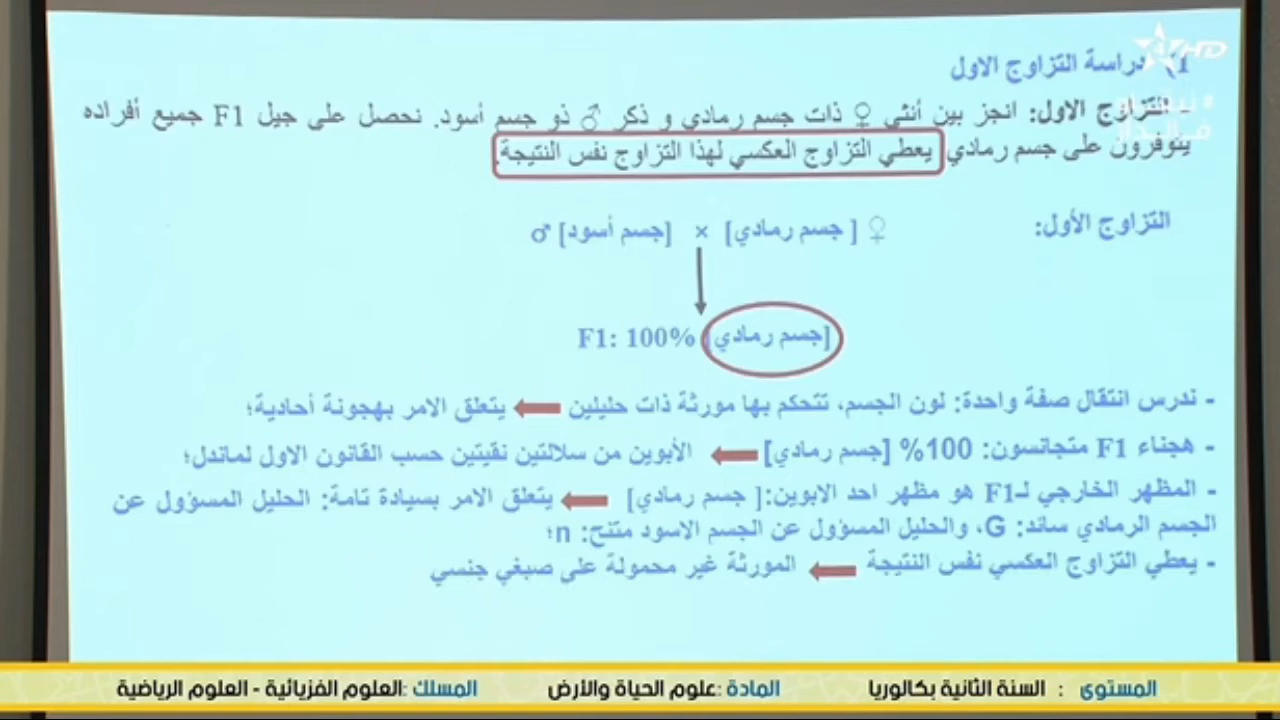 HD
1) دراسة التزاوج الاول
- التزاوج الاول: انجز بين أنثى ♀ ذات جسم رمادي و ذكر ♂ ذو جسم أسود. نحصل على جيل F1 جميع أفراده
يتوفرون على جسم رمادي يعطي التزاوج العكسي لهذا التزاوج نفس النتيجة.
التزاوج الأول: ♀ [جسم رمادي] × [جسم أسود] ♂
F1: 100% [جسم رمادي]
- ندرس انتقال صفة واحدة: لون الجسم، تتحكم بها مورثة ذات حليلين ← يتعلق الامر بهجونة أحادية؛
- هجناء F1 متجانسون: 100% [جسم رمادي] ← الأبوين من سلالتين نقيتين حسب القانون الاول لماندل؛
- المظهر الخارجي لـF1 هو مظهر احد الابوين:[ جسم رمادي] ← يتعلق الامر بسيادة تامة: الحليل المسؤول عن
الجسم الرمادي سائد: G، والحليل المسؤول عن الجسم الاسود متنح: n؛
- يعطي التزاوج العكسي نفس النتيجة ← المورثة غير محمولة على صبغي جنسي
المستوى : السنة الثانية بكالوريا المادة :علوم الحياة والأرض المسلك :العلوم الفزيائية - العلوم الرياضية